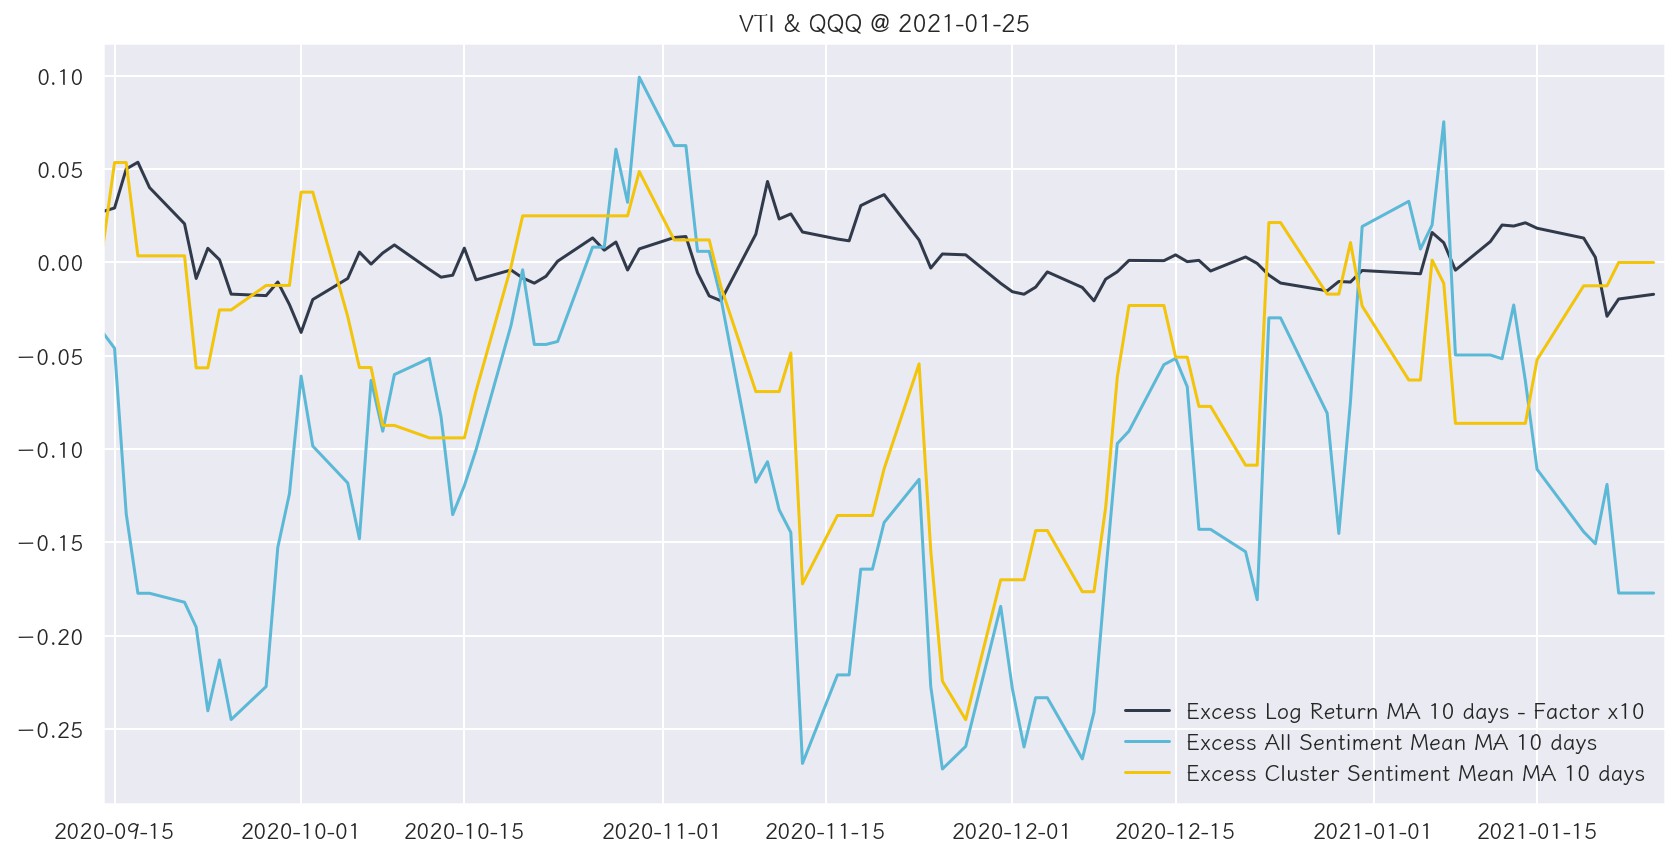 VTI & QQQ @ 2021-01-25
0.10
0.05
0.00
−0.05
−0.10
−0.15
−0.20
−0.25
Excess Log Return MA 10 days - Factor x10
Excess All Sentiment Mean MA 10 days
Excess Cluster Sentiment Mean MA 10 days
2020-09-15 2020-10-01 2020-10-15 2020-11-01 2020-11-15 2020-12-01 2020-12-15 2021-01-01 2021-01-15